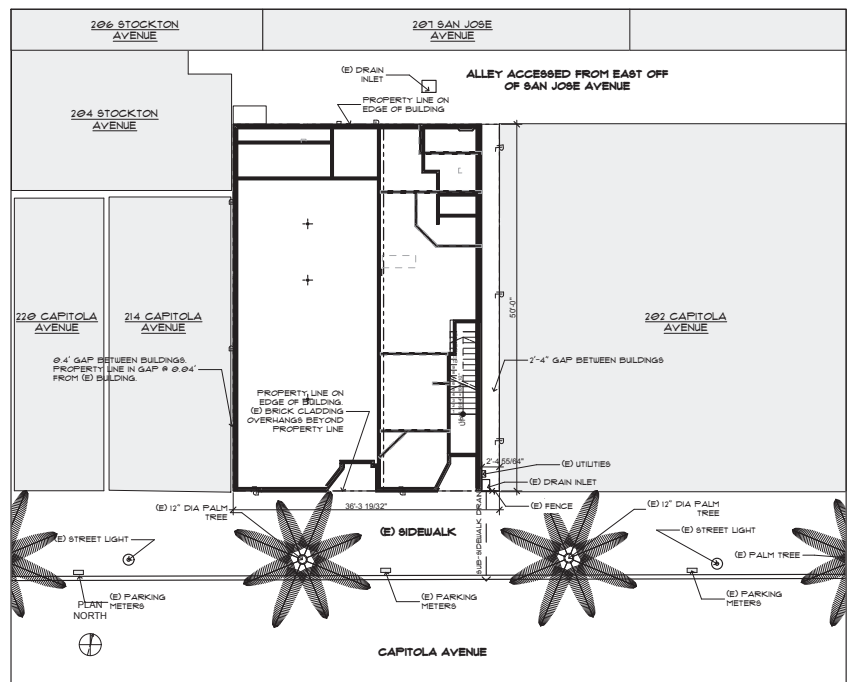 206 STOCKTON
AVENUE
207 SAN JOSE
AVENUE
(E) DRAIN
INLET
ALLEY ACCESSED FROM EAST OFF
OF SAN JOSE AVENUE
PROPERTY LINE ON
EDGE OF BUILDING
204 STOCKTON
AVENUE
220 CAPITOLA
AVENUE
214 CAPITOLA
AVENUE
202 CAPITOLA
AVENUE
50'-0"
0.4' GAP BETWEEN BUILDINGS.
PROPERTY LINE IN GAP @ 0.04'
FROM (E) BUILDING.
2'-4" GAP BETWEEN BUILDINGS
PROPERTY LINE ON
EDGE OF BUILDING.
(E) BRICK CLADDING
OVERHANGS BEYOND
PROPERTY LINE
UP
2'-4 55/64"
(E) UTILITIES
(E) DRAIN INLET
(E) FENCE
36'-3 19/32"
(E) 12" DIA PALM
TREE
(E) SIDEWALK
SUB-SIDEWALK DRAIN
(E) 12" DIA PALM
TREE
(E) STREET LIGHT
(E) STREET LIGHT
(E) PALM TREE
(E) PARKING
METERS
(E) PARKING
METERS
(E) PARKING
METERS
PLAN
NORTH
CAPITOLA AVENUE